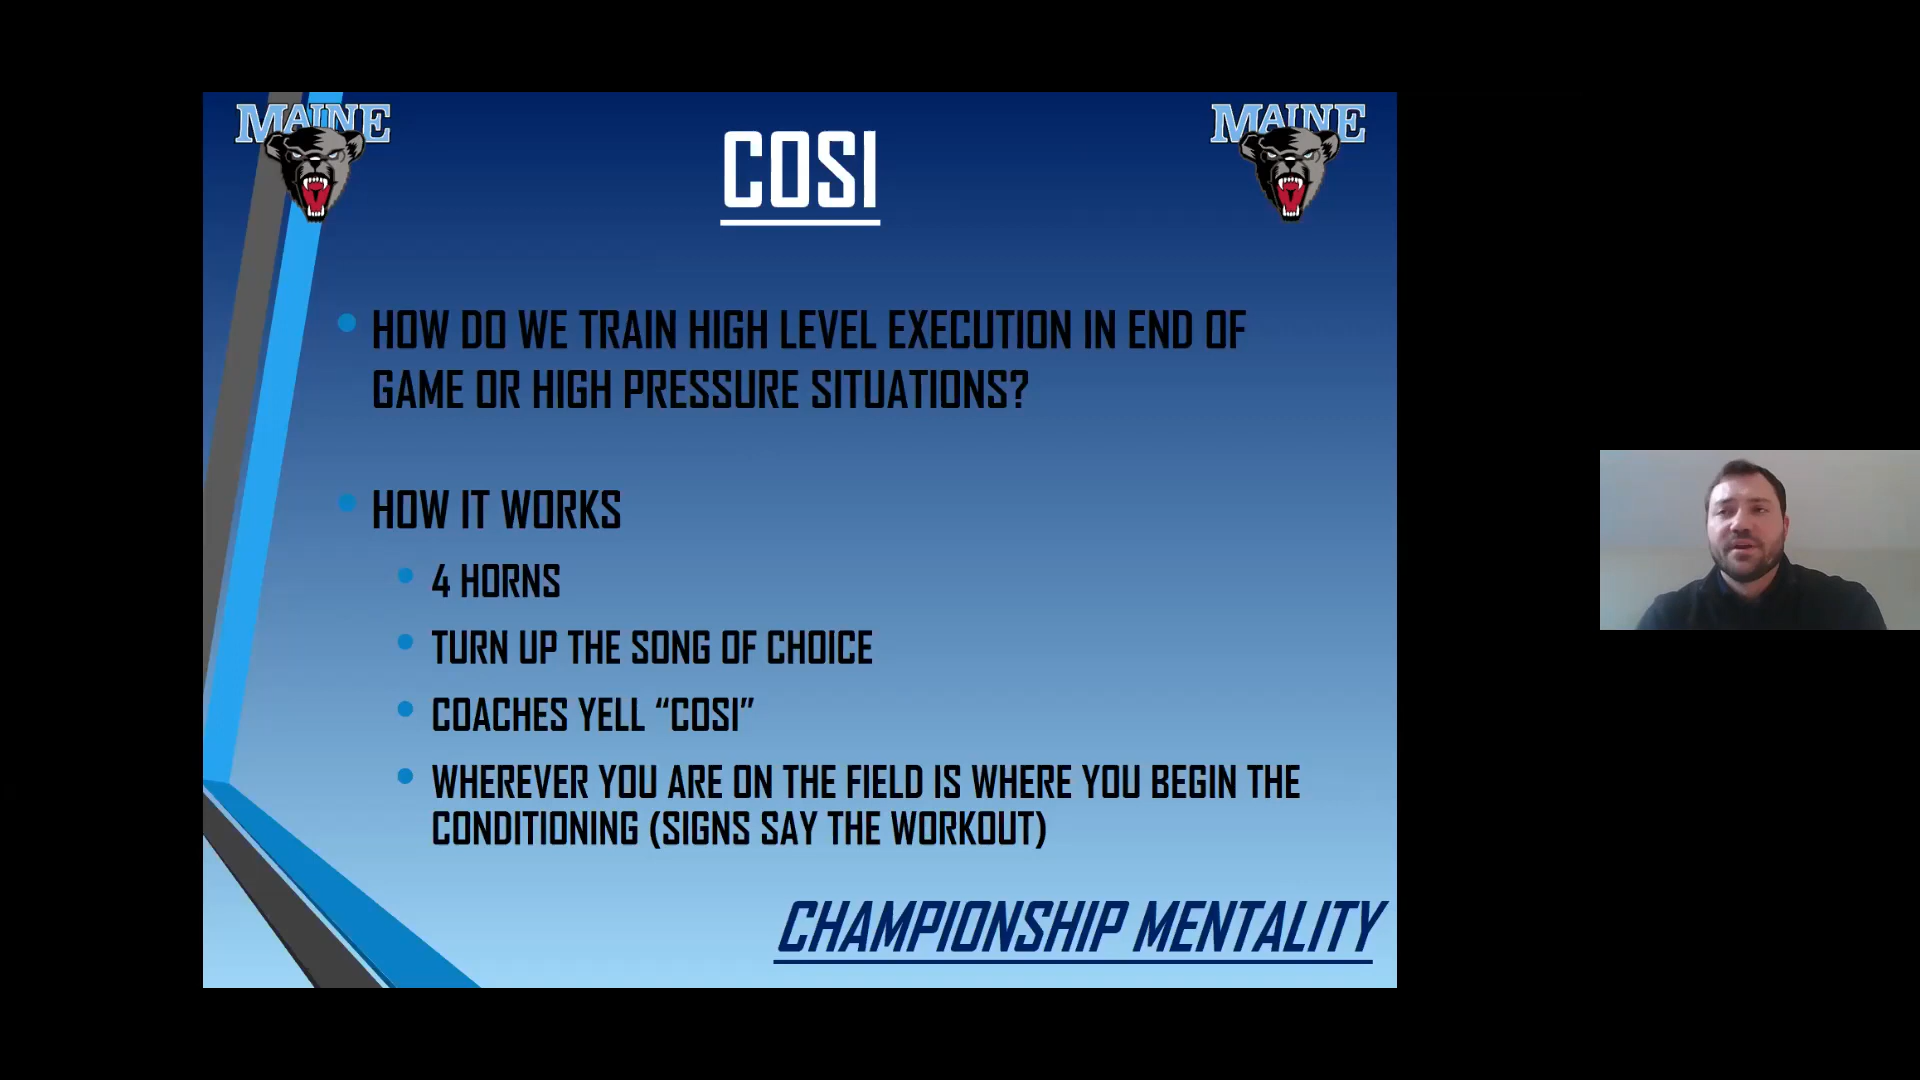 MAINE
MAINE
COSI
HOW DO WE TRAIN HIGH LEVEL EXECUTION IN END OF
GAME OR HIGH PRESSURE SITUATIONS?
HOW IT WORKS
4 HORNS
TURN UP THE SONG OF CHOICE
COACHES YELL “COSI”
WHEREVER YOU ARE ON THE FIELD IS WHERE YOU BEGIN THE
CONDITIONING (SIGNS SAY THE WORKOUT)
CHAMPIONSHIP MENTALITY